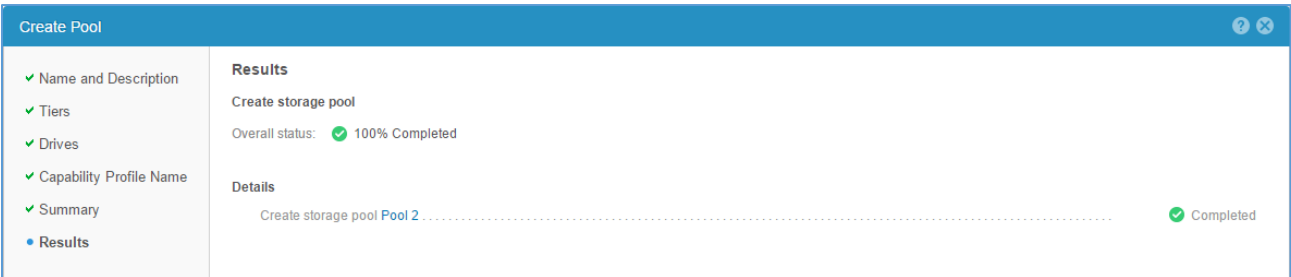 Create Pool
Name and Description
Tiers
Drives
Capability Profile Name
Summary
Results
Results
Create storage pool
Overall status: 100% Completed
Details
Create storage pool Pool 2 Completed